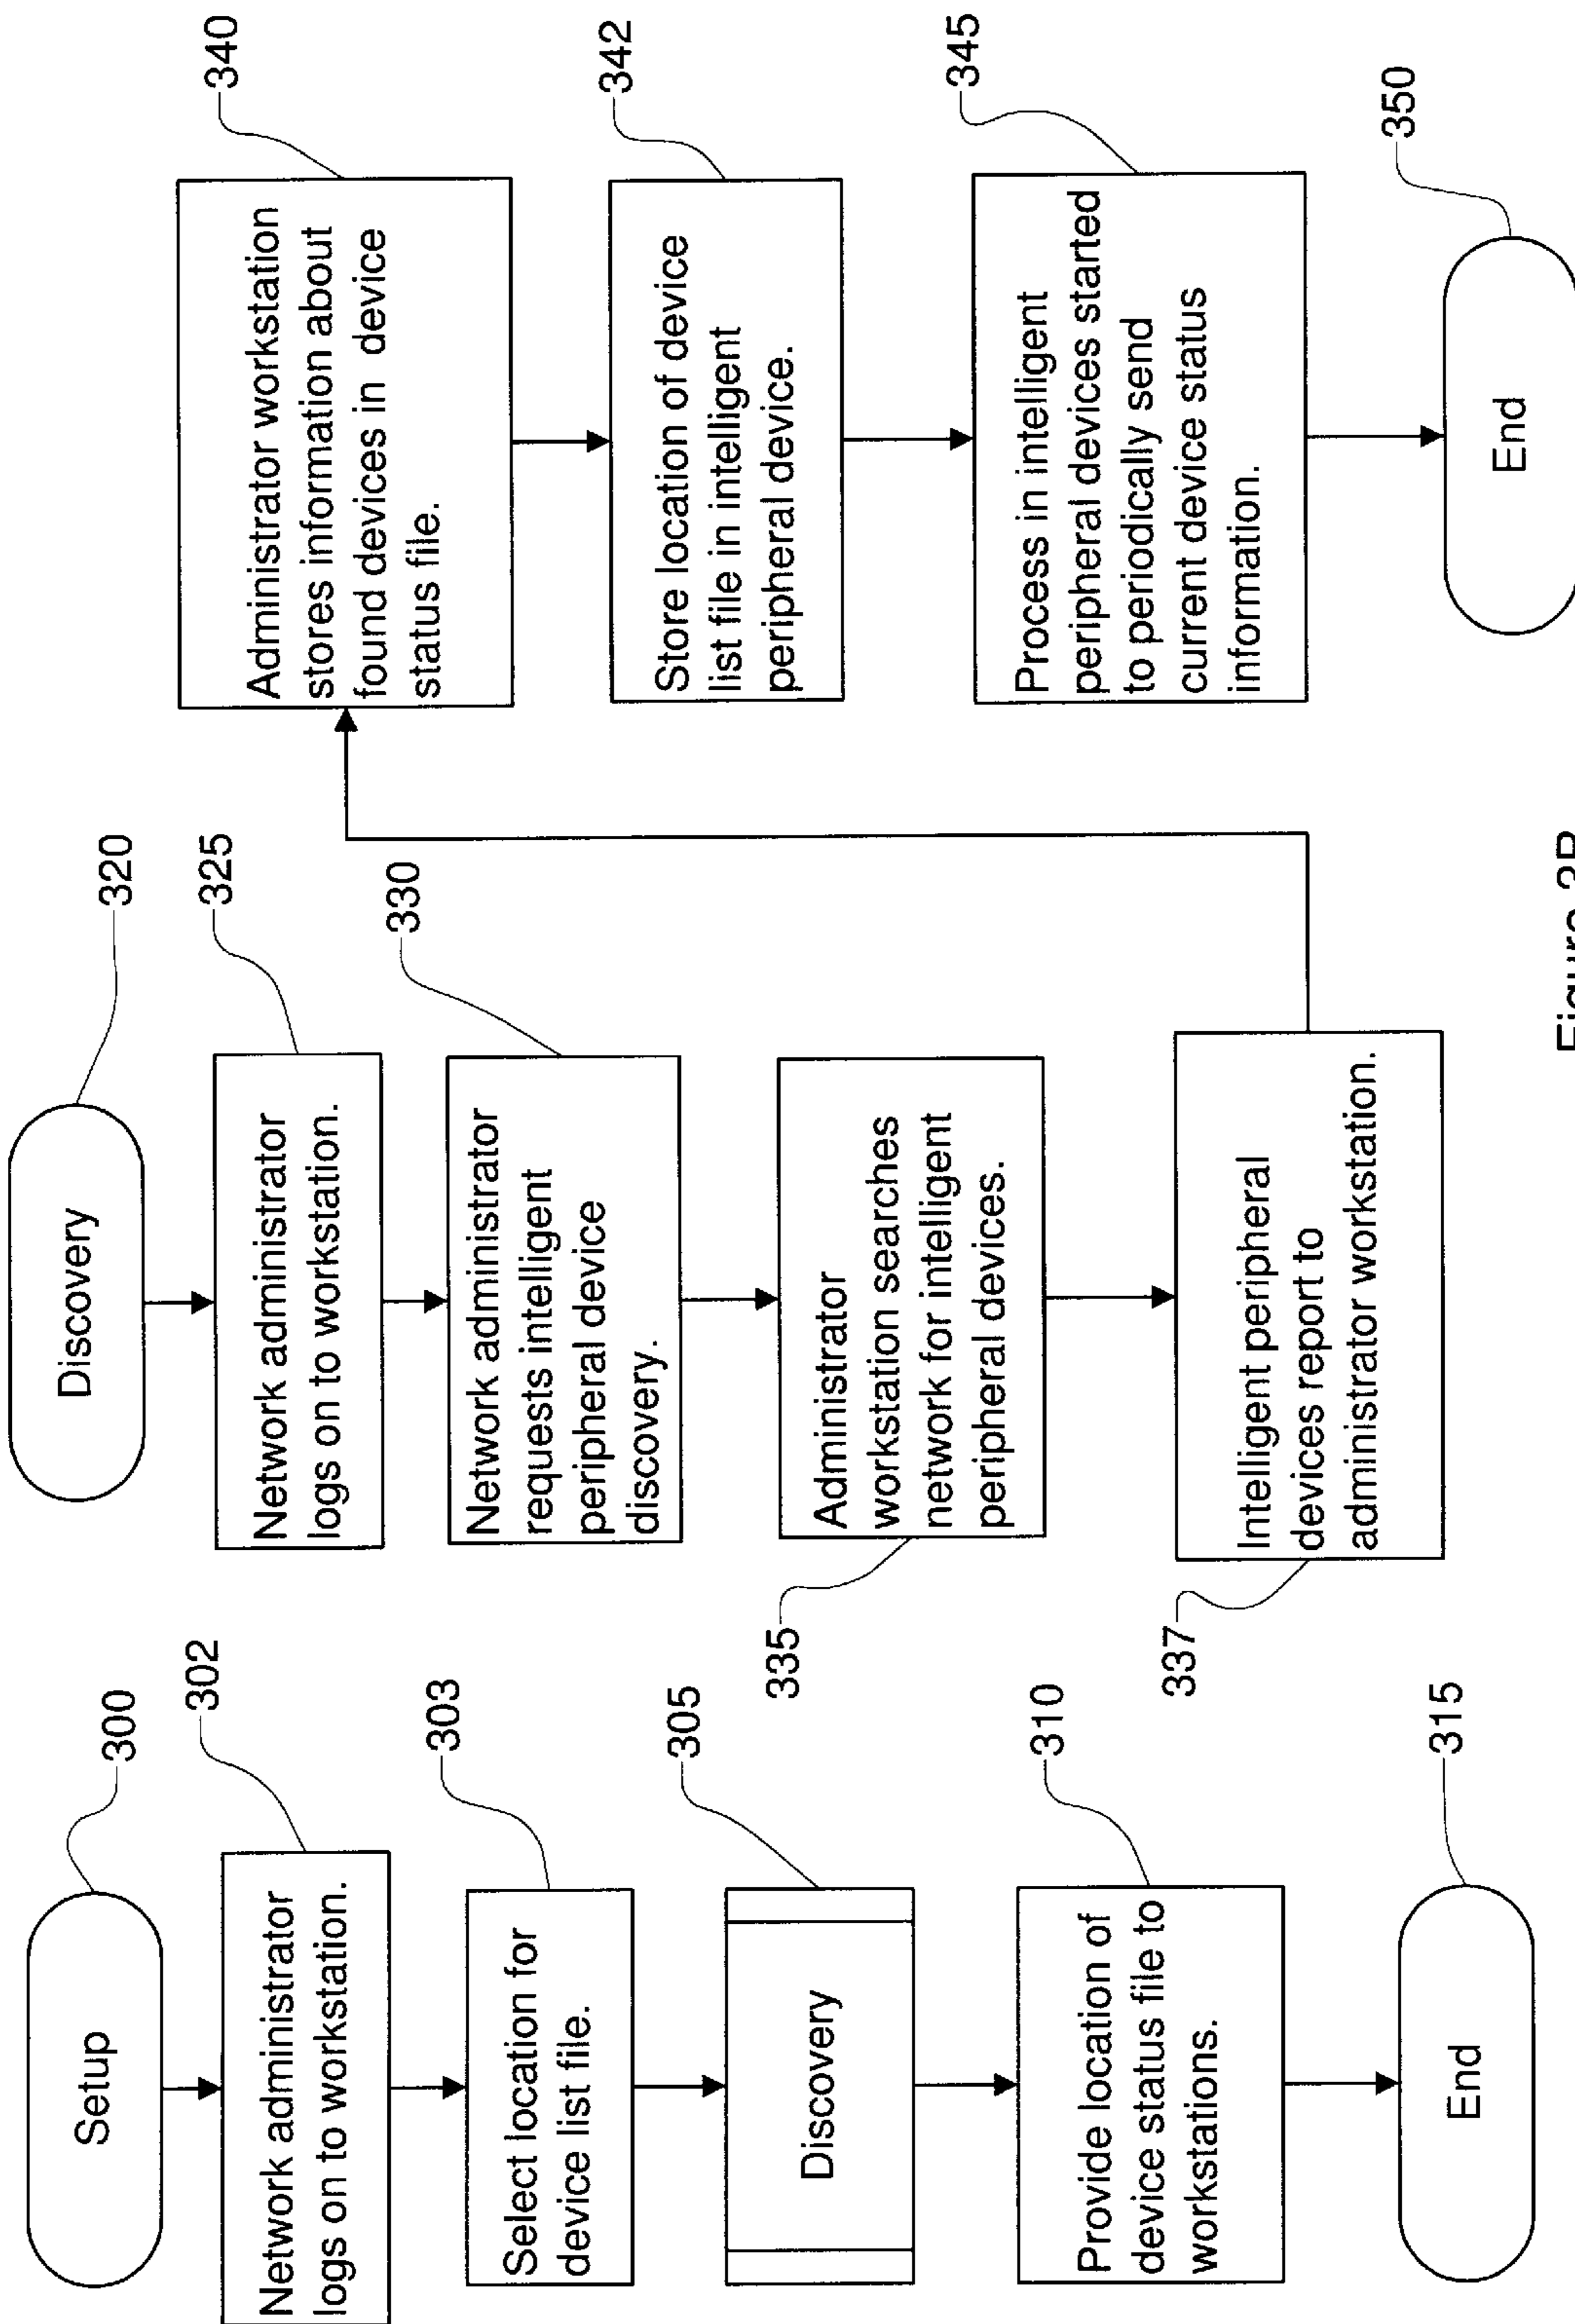 Setup
300
Network administrator
logs on to workstation.
302
Select location for
device list file.
303
Discovery
305
Provide location of
device status file to
workstations.
310
End
315
Discovery
320
Network administrator
logs on to workstation.
325
Network administrator
requests intelligent
peripheral device
discovery.
330
Administrator
workstation searches
network for intelligent
peripheral devices.
335
Intelligent peripheral
devices report to
administrator workstation.
337
Administrator workstation
stores information about
found devices in device
status file.
340
Store location of device
list file in intelligent
peripheral device.
342
Process in intelligent
peripheral devices started
to periodically send
current device status
information.
345
End
350
Figure